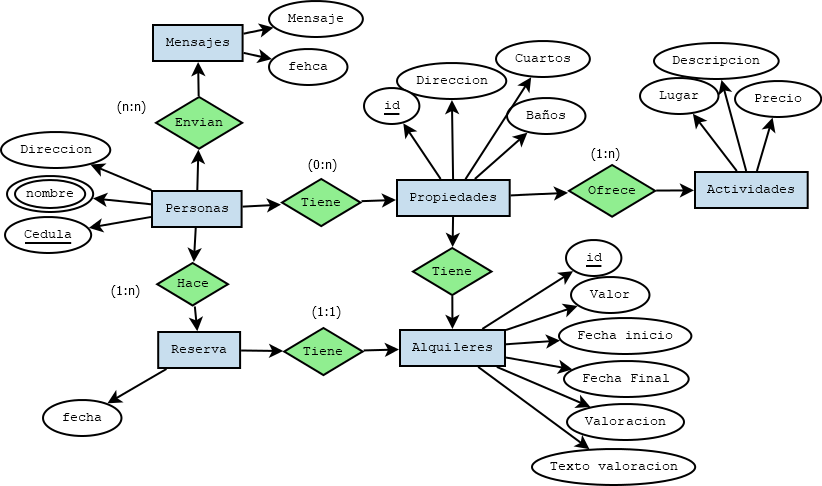 Mensaje
Mensajes
fehca
Cuartos
Descripcion
Direccion
Lugar
Precio
(n:n)
id
Envian
Baños
Direccion
(0:n)
(1:n)
nombre
Personas
Tiene
Propiedades
Ofrece
Actividades
Cedula
id
Hace
Tiene
(1:n)
Valor
(1:1)
Fecha inicio
Reserva
Tiene
Alquileres
Fecha Final
fecha
Valoracion
Texto valoracion